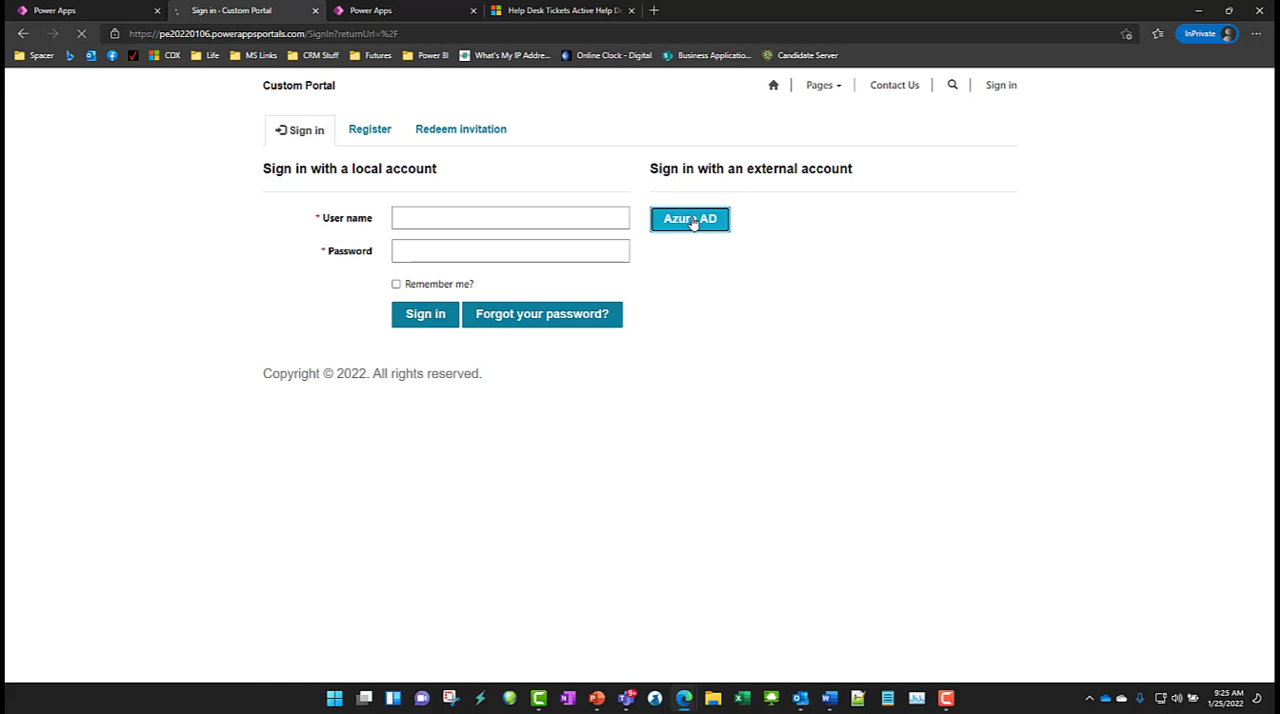 Power Apps
Sign in - Custom Portal
Power Apps
Help Desk Tickets Active Help D
https://pe20220106.powerappsportals.com/SignIn?returnUrl=%2F
InPrivate
Spacer
CDX
Life
MS Links
CRM Stuff
Futures
Power BI
What's My IP Addre...
Online Clock - Digital
Business Applicatio...
Candidate Server
Custom Portal
Pages
Contact Us
Sign in
Sign in
Register
Redeem invitation
Sign in with a local account
Sign in with an external account
* User name
Azure AD
* Password
Remember me?
Sign in
Forgot your password?
Copyright © 2022. All rights reserved.
9:25 AM
1/25/2022